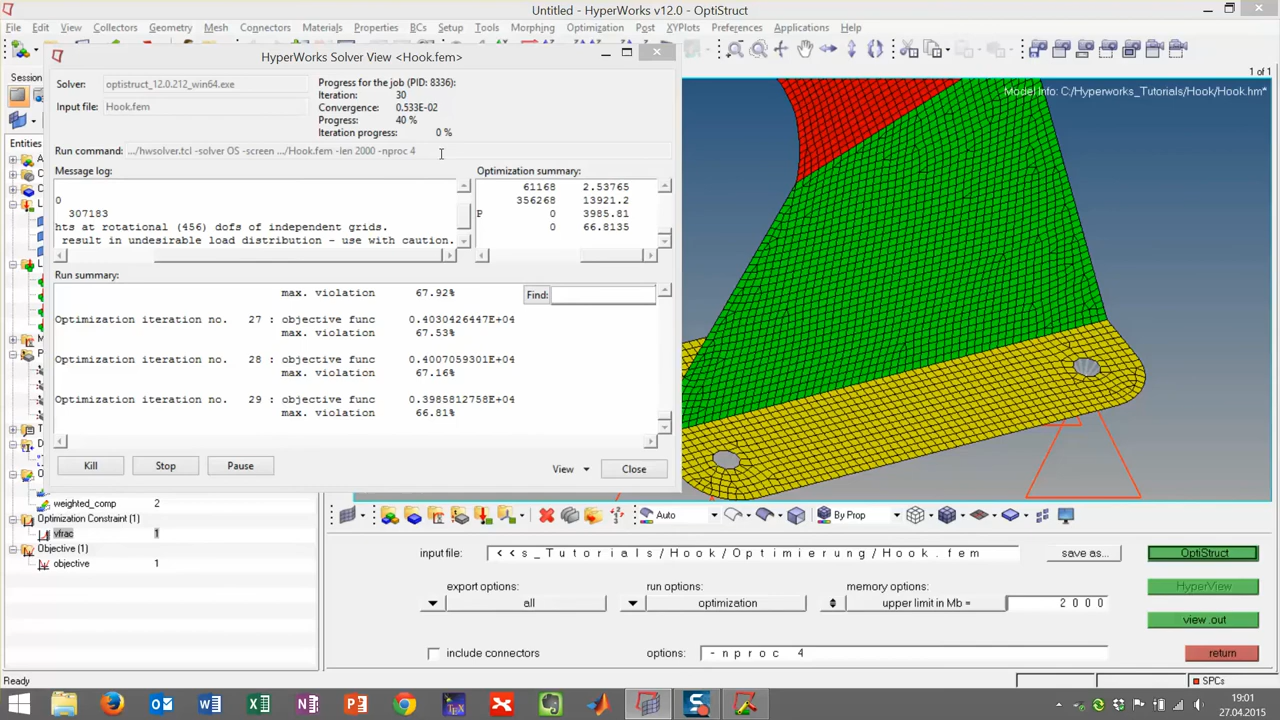 Untitled - HyperWorks v12.0 - OptiStruct
File Edit View Collectors Geometry Mesh Connectors Materials Properties BCs Setup Tools Morphing Optimization Post XYPlots Preferences Applications Help
Sessio
HyperWorks Solver View <Hook.fem>
Solver: optistruct_12.0.212_win64.exe
Input file: Hook.fem
Progress for the job (PID: 8336):
Iteration: 30
Convergence: 0.533E-02
Progress: 40 %
Iteration progress: 0 %
Run command: .../hwsolver.tcl -solver OS -screen .../Hook.fem -len 2000 -nproc 4
Message log:
0
307183
hts at rotational (456) dofs of independent grids.
result in undesirable load distribution - use with caution.
Optimization summary:
61168 2.53765
356268 13921.2
P 0 3985.81
0 66.8135
Run summary:
Find:
max. violation 67.92%
Optimization iteration no. 27 : objective func 0.4030426447E+04
max. violation 67.53%
Optimization iteration no. 28 : objective func 0.4007059301E+04
max. violation 67.16%
Optimization iteration no. 29 : objective func 0.3985812758E+04
max. violation 66.81%
Kill Stop Pause View Close
1 of 1
Model Info: C:/Hyperworks_Tutorials/Hook/Hook.hm*
Entities
weighted_comp 2
Optimization Constraint (1)
vfrac 1
Objective (1)
objective 1
Auto By Prop
input file: < < s _ T u t o r i a l s / H o o k / O p t i m i e r u n g / H o o k . f e m save as... OptiStruct
export options: run options: memory options: HyperView
all optimization upper limit in Mb = 2 0 0 0 view .out
include connectors options: - n p r o c 4 return
Ready SPCs
19:01
27.04.2015